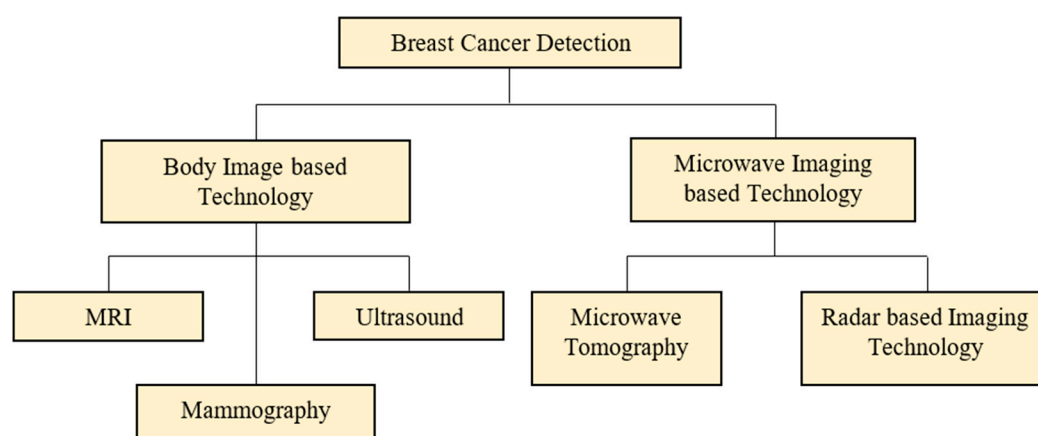 Breast Cancer Detection
Body Image based
Technology
Microwave Imaging
based Technology
MRI
Ultrasound
Microwave
Tomography
Radar based Imaging
Technology
Mammography